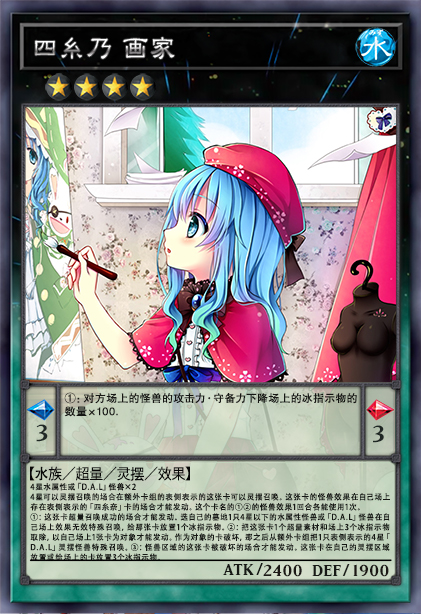 四糸乃 画家
水
①：对方场上的怪兽的攻击力·守备力下降场上的冰指示物的
数量×100.
3
3
【水族／超量／灵摆／效果】
4星水属性或「D.A.L」怪兽×2
4星可以灵摆召唤的场合在额外卡组的表侧表示的这张卡可以灵摆召唤。这张卡的怪兽效果在自己场上
存在表侧表示的「四糸奈」卡的场合才能发动。这个卡名的①②的怪兽效果1回合各能使用1次。
①：这张卡超量召唤成功的场合才能发动。选自己的墓地1只4星以下的水属性怪兽或「D.A.L」怪兽在自
己场上效果无效特殊召唤，给那张卡放置1个冰指示物。②：把这张卡1个超量素材和场上3个冰指示物
取除，以自己场上1张卡为对象才能发动。作为对象的卡破坏，那之后从额外卡组把1只表侧表示的4星「
D.A.L」灵摆怪兽特殊召唤。③：怪兽区域的这张卡被破坏的场合才能发动。这张卡在自己的灵摆区域
放置或给场上的卡放置3个冰指示物.
ATK/2400 DEF/1900